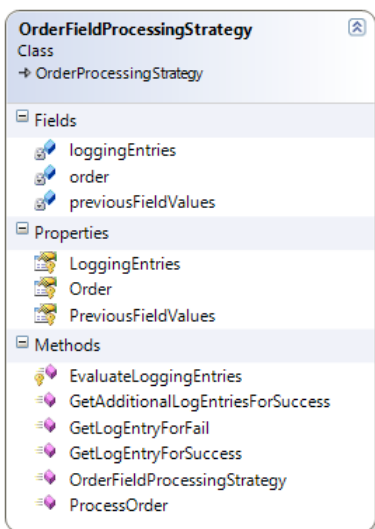 OrderFieldProcessingStrategy
Class
OrderProcessingStrategy
Fields
loggingEntries
order
previousFieldValues
Properties
LoggingEntries
Order
PreviousFieldValues
Methods
EvaluateLoggingEntries
GetAdditionalLogEntriesForSuccess
GetLogEntryForFail
GetLogEntryForSuccess
OrderFieldProcessingStrategy
ProcessOrder